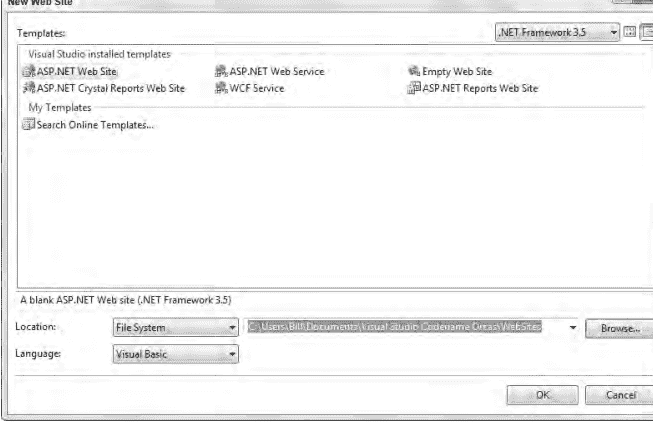 New Web Site
Templates:
.NET Framework 3.5
Visual Studio installed templates
ASP.NET Web Site
ASP.NET Web Service
Empty Web Site
ASP.NET Crystal Reports Web Site
WCF Service
ASP.NET Reports Web Site
My Templates
Search Online Templates...
A blank ASP.NET Web site (.NET Framework 3.5)
Location:
File System
C:\Users\Bill\Documents\Visual Studio Codename Orcas\WebSites
Browse...
Language:
Visual Basic
OK
Cancel